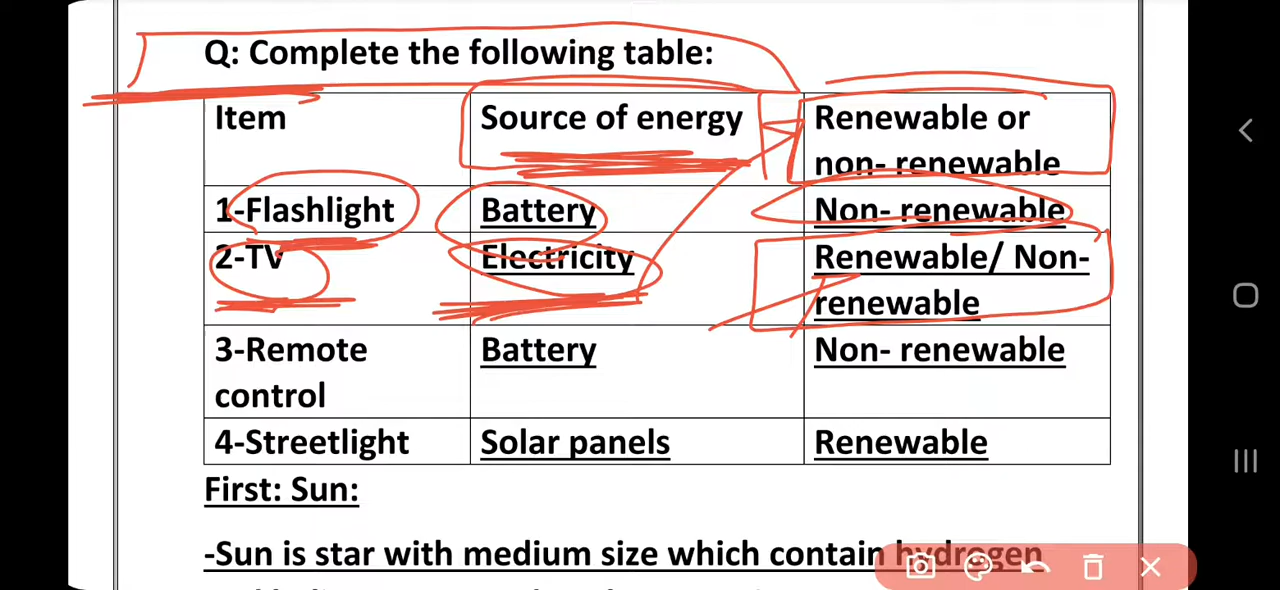 Q: Complete the following table:
Item Source of energy Renewable or
non- renewable
1-Flashlight Battery Non- renewable
2-TV Electricity Renewable/ Non-
renewable
3-Remote Battery Non- renewable
control
4-Streetlight Solar panels Renewable
First: Sun:
-Sun is star with medium size which contain hydrogen